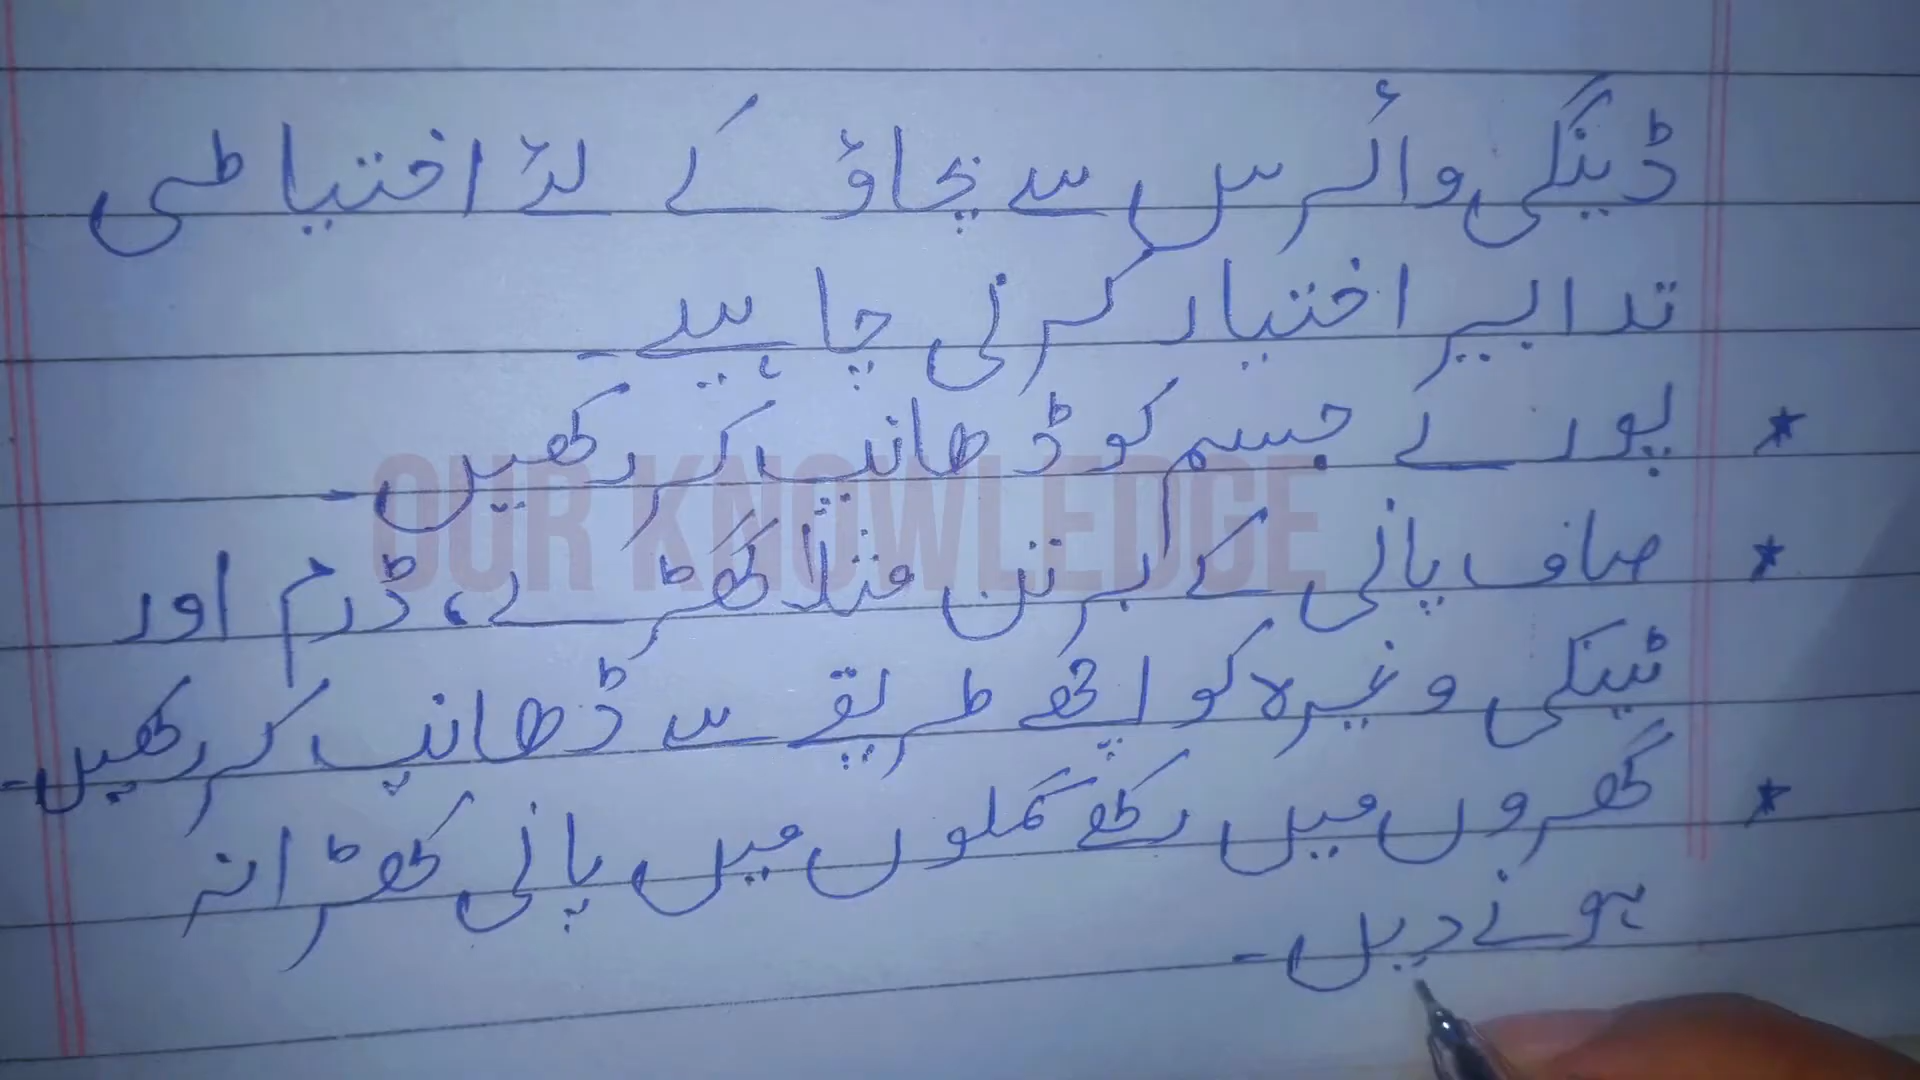 ڈینگی وائرس سے بچاؤ کے لئے اختیاطی
تدابیر اختیار کرنی چاہیے۔
★ پورے جسم کو ڈھانپ کر رکھیں۔
OUR KNOWLEDGE
★ صاف پانی کے برتن مثلاً گھڑے، ڈرم اور
ٹینکی وغیرہ کو اچھے طریقے سے ڈھانپ کر رکھیں۔
★ گھروں میں رکھے گملوں میں پانی کھڑا نہ
ہونے دیں۔